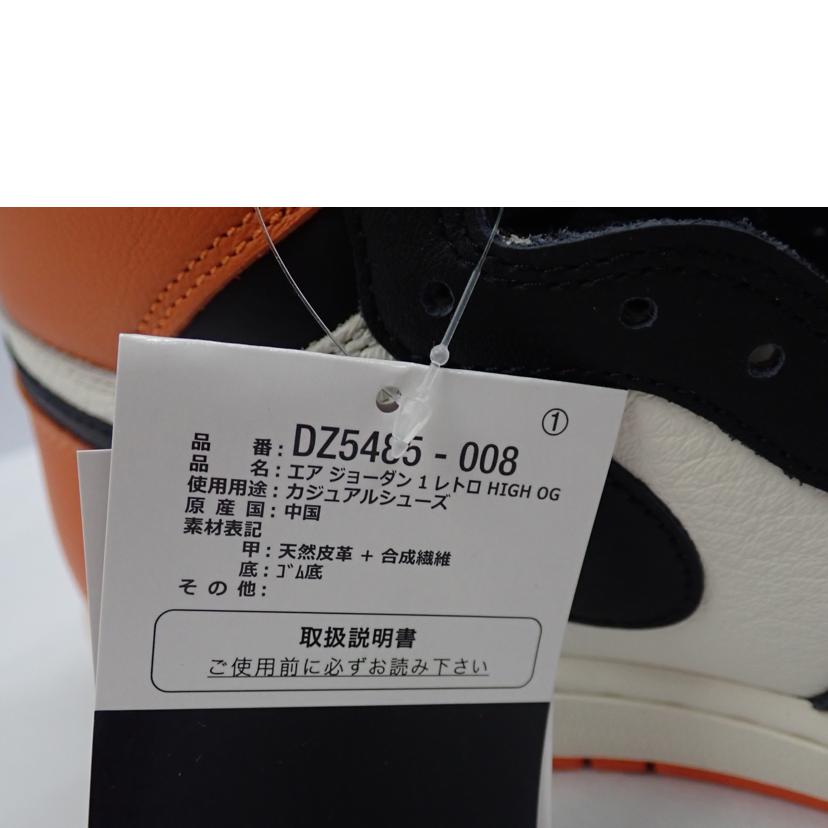 ①
品 番 : DZ5485 - 008
品 名 : エア ジョーダン 1 レトロ HIGH OG
使用用途 : カジュアルシューズ
原 産 国 : 中国
素材表記
甲 : 天然皮革 + 合成繊維
底 : ｺﾞﾑ底
そ の 他 :
取扱説明書
ご使用前に必ずお読み下さい